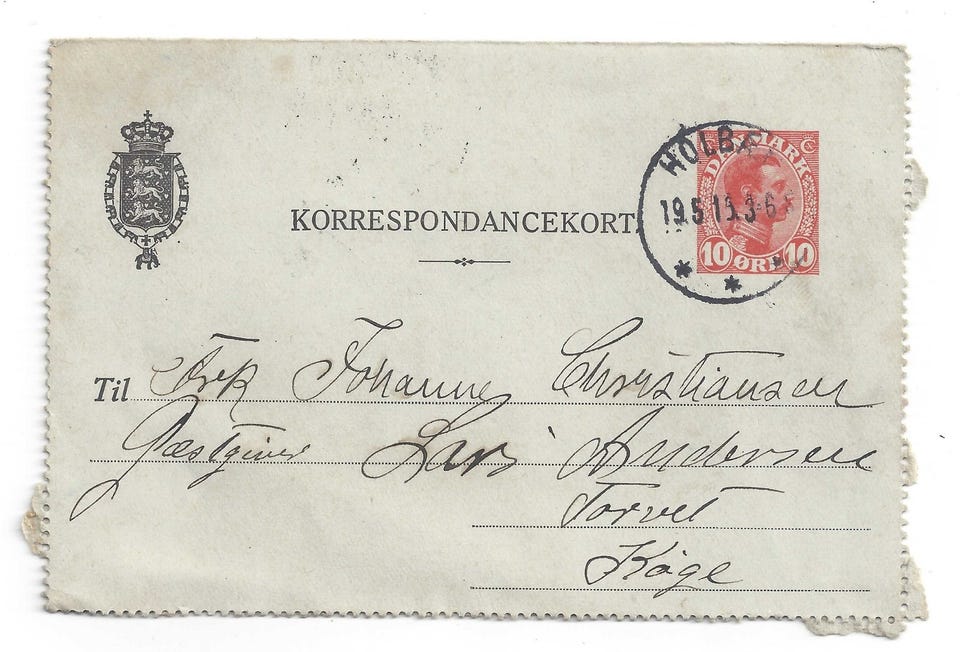 HOLBÆK
19.5 15.3-6
DANMARK
10 ØRE 10
KORRESPONDANCEKORT.
Til Frk Johanne Christiansen
Gæstgiver Lars Andersen
Torvet
Køge